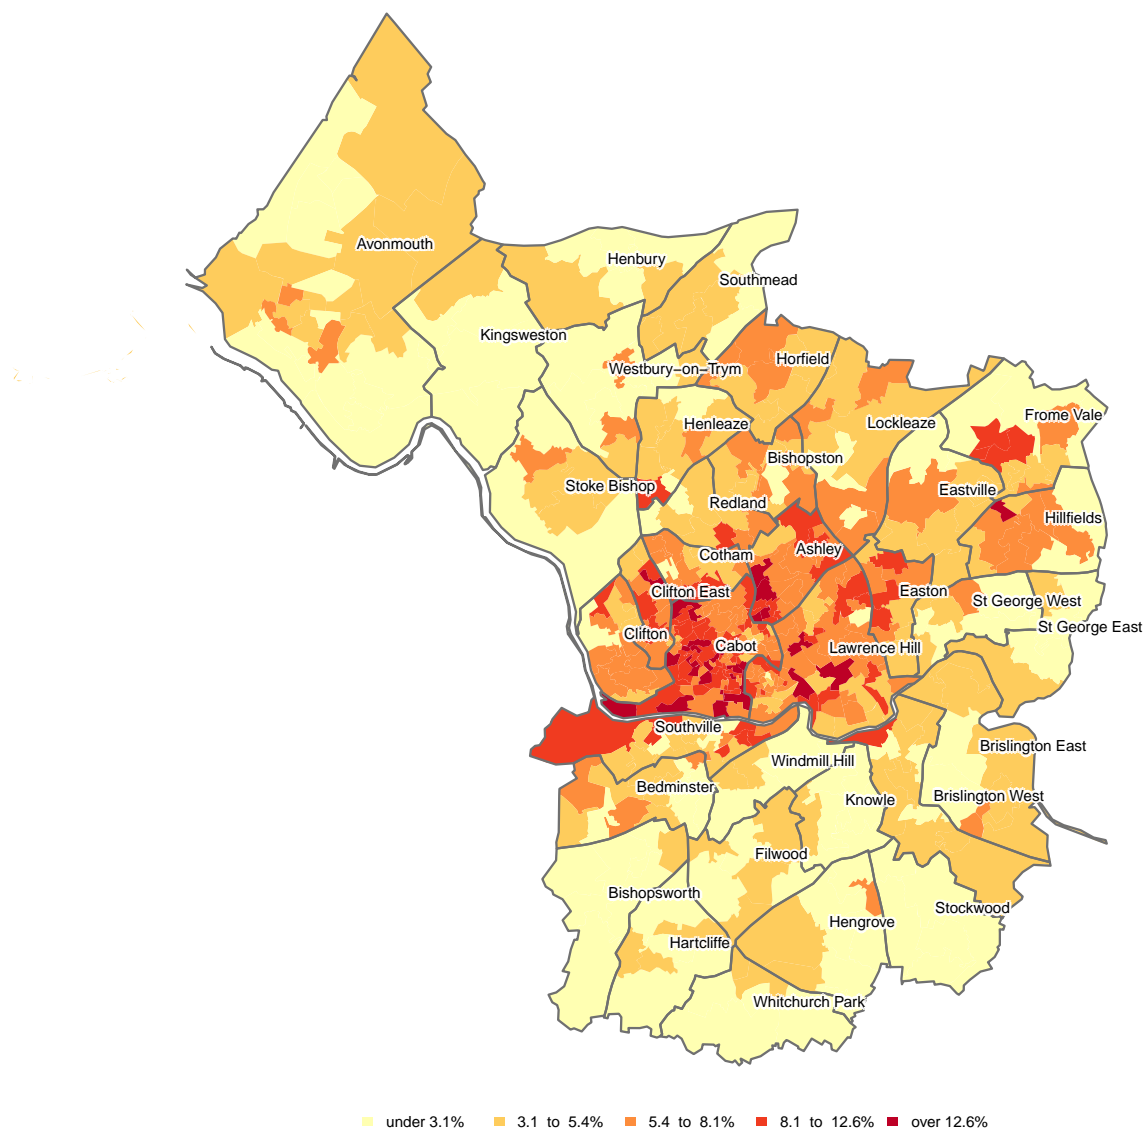 Avonmouth
Henbury
Southmead
Kingsweston
Westbury−on−Trym
Horfield
Frome Vale
Henleaze
Lockleaze
Bishopston
Stoke Bishop
Eastville
Redland
Hillfields
Cotham
Ashley
Clifton East
Easton
St George West
St George East
Clifton
Cabot
Lawrence Hill
Southville
Brislington East
Windmill Hill
Bedminster
Knowle
Brislington West
Filwood
Bishopsworth
Stockwood
Hengrove
Hartcliffe
Whitchurch Park
under 3.1% 3.1 to 5.4% 5.4 to 8.1% 8.1 to 12.6% over 12.6%